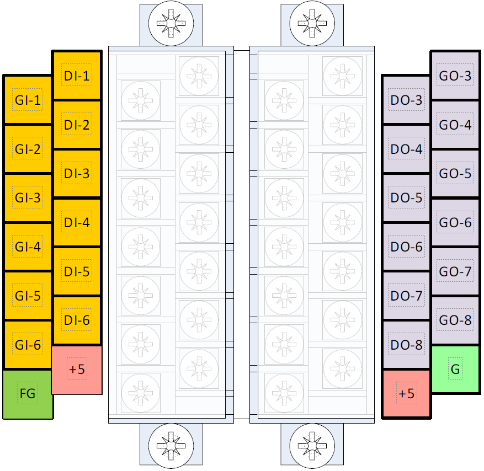 DI-1
GI-1
DI-2
GI-2
DI-3
GI-3
DI-4
GI-4
DI-5
GI-5
DI-6
GI-6
+5
FG
GO-3
DO-3
GO-4
DO-4
GO-5
DO-5
GO-6
DO-6
GO-7
DO-7
GO-8
DO-8
G
+5